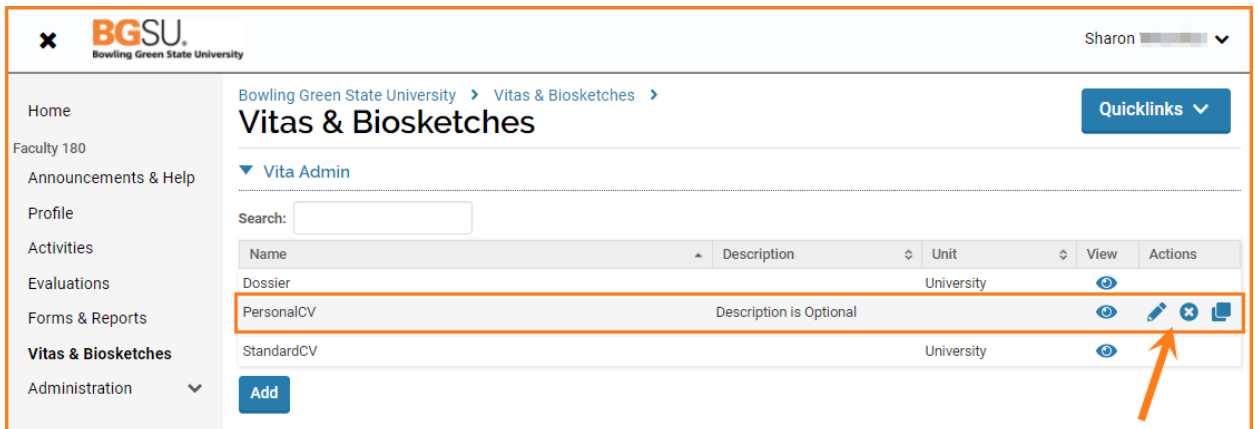 BGSU.
Bowling Green State University
Sharon
Home
Faculty 180
Announcements & Help
Profile
Activities
Evaluations
Forms & Reports
Vitas & Biosketches
Administration
Bowling Green State University Vitas & Biosketches
Vitas & Biosketches
Quicklinks
Vita Admin
Search:
Name Description Unit View Actions
Dossier University
PersonalCV Description is Optional
StandardCV University
Add